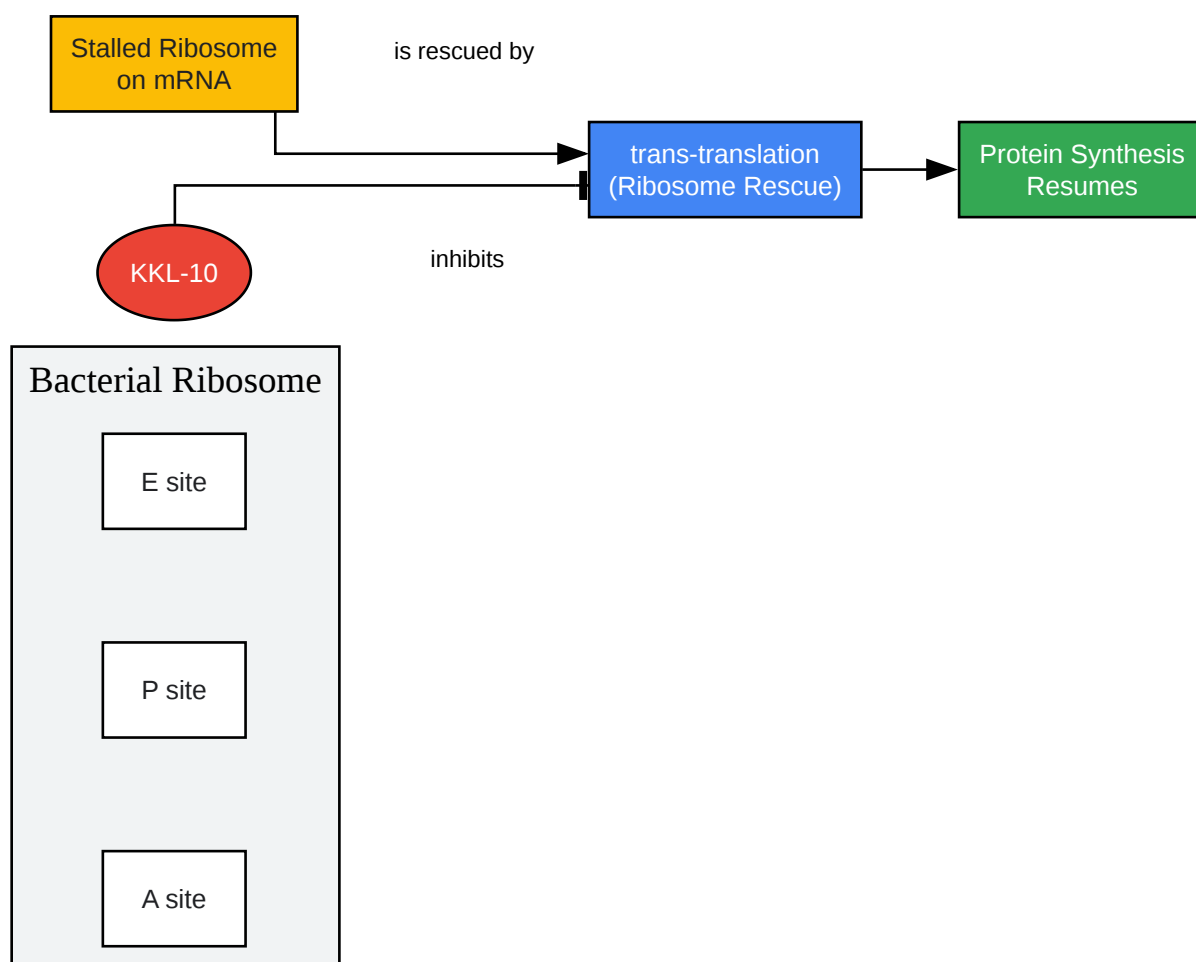 Stalled Ribosome
on mRNA
is rescued by
trans-translation
(Ribosome Rescue)
Protein Synthesis
Resumes
KKL-10
inhibits
Bacterial Ribosome
E site
P site
A site